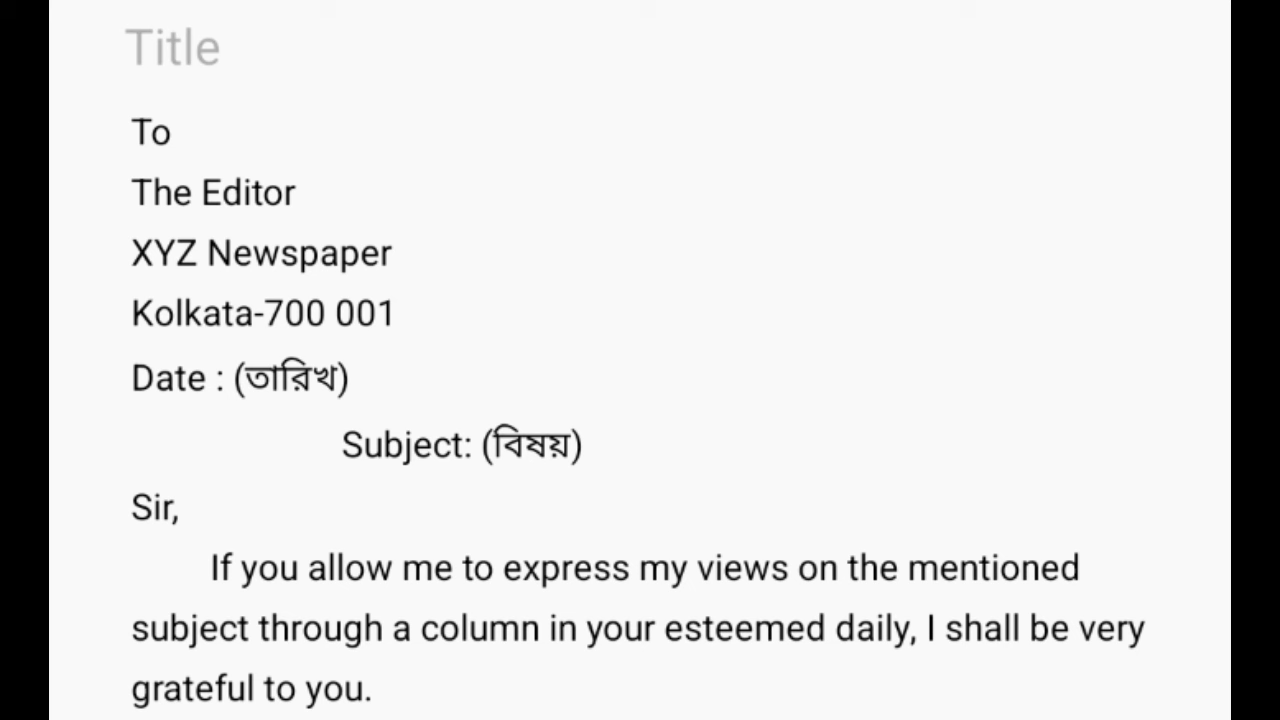 Title
To
The Editor
XYZ Newspaper
Kolkata-700 001
Date : (তারিখ)
Subject: (বিষয়)
Sir,
If you allow me to express my views on the mentioned
subject through a column in your esteemed daily, I shall be very
grateful to you.